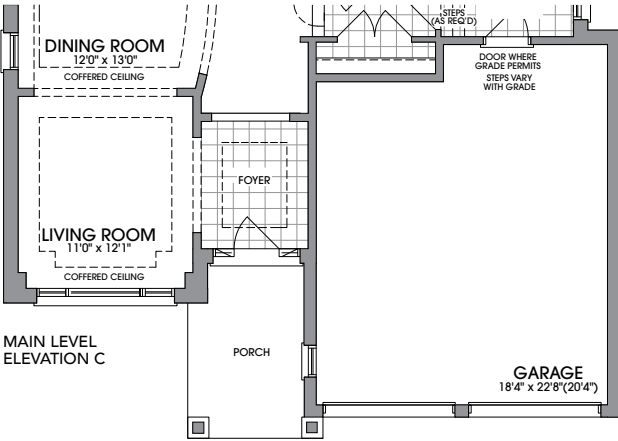 STEPS
(AS REQ'D)
DINING ROOM
12'0" x 13'0"
COFFERED CEILING
DOOR WHERE
GRADE PERMITS
STEPS VARY
WITH GRADE
FOYER
LIVING ROOM
11'0" x 12'1"
COFFERED CEILING
MAIN LEVEL
ELEVATION C
PORCH
GARAGE
18'4" x 22'8"(20'4")